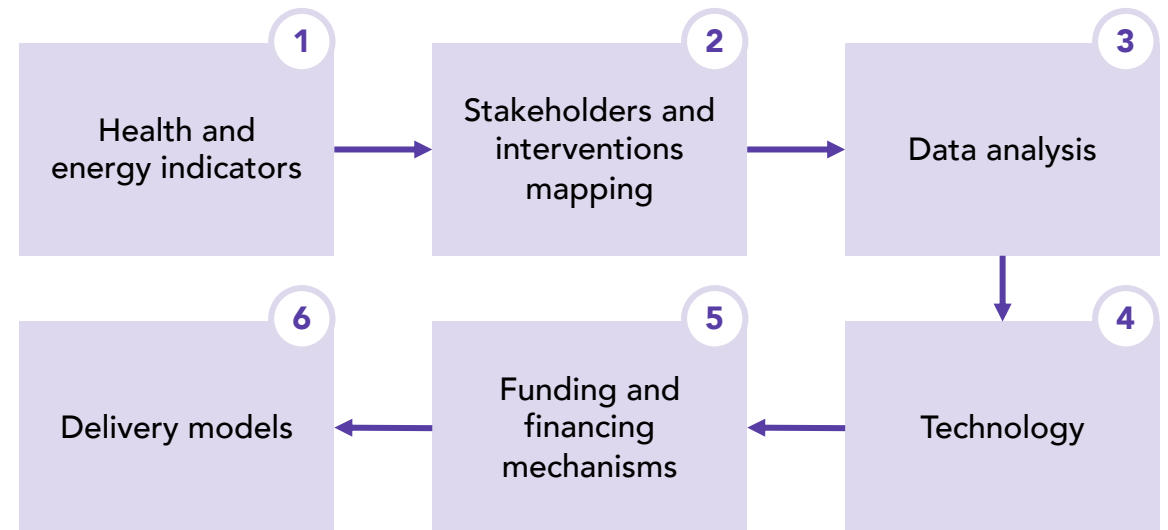 1
Health and
energy indicators
2
Stakeholders and
interventions
mapping
3
Data analysis
4
Technology
5
Funding and
financing
mechanisms
6
Delivery models